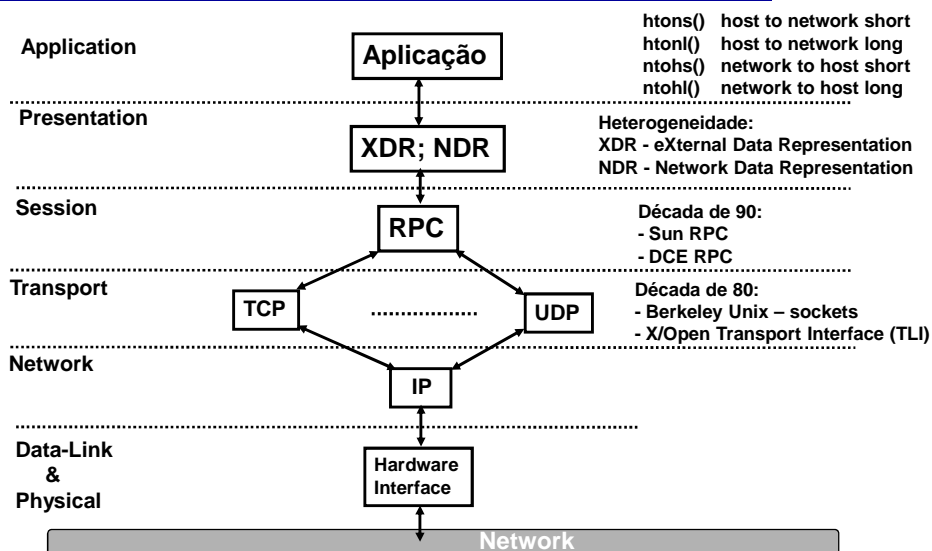 htons() host to network short
htonl() host to network long
ntohs() network to host short
ntohl() network to host long
Application
Aplicação
Presentation
XDR; NDR
Heterogeneidade:
XDR - eXternal Data Representation
NDR - Network Data Representation
Session
RPC
Década de 90:
- Sun RPC
- DCE RPC
Transport
TCP
UDP
Década de 80:
- Berkeley Unix – sockets
- X/Open Transport Interface (TLI)
Network
IP
Data-Link
&
Physical
Hardware
Interface
Network